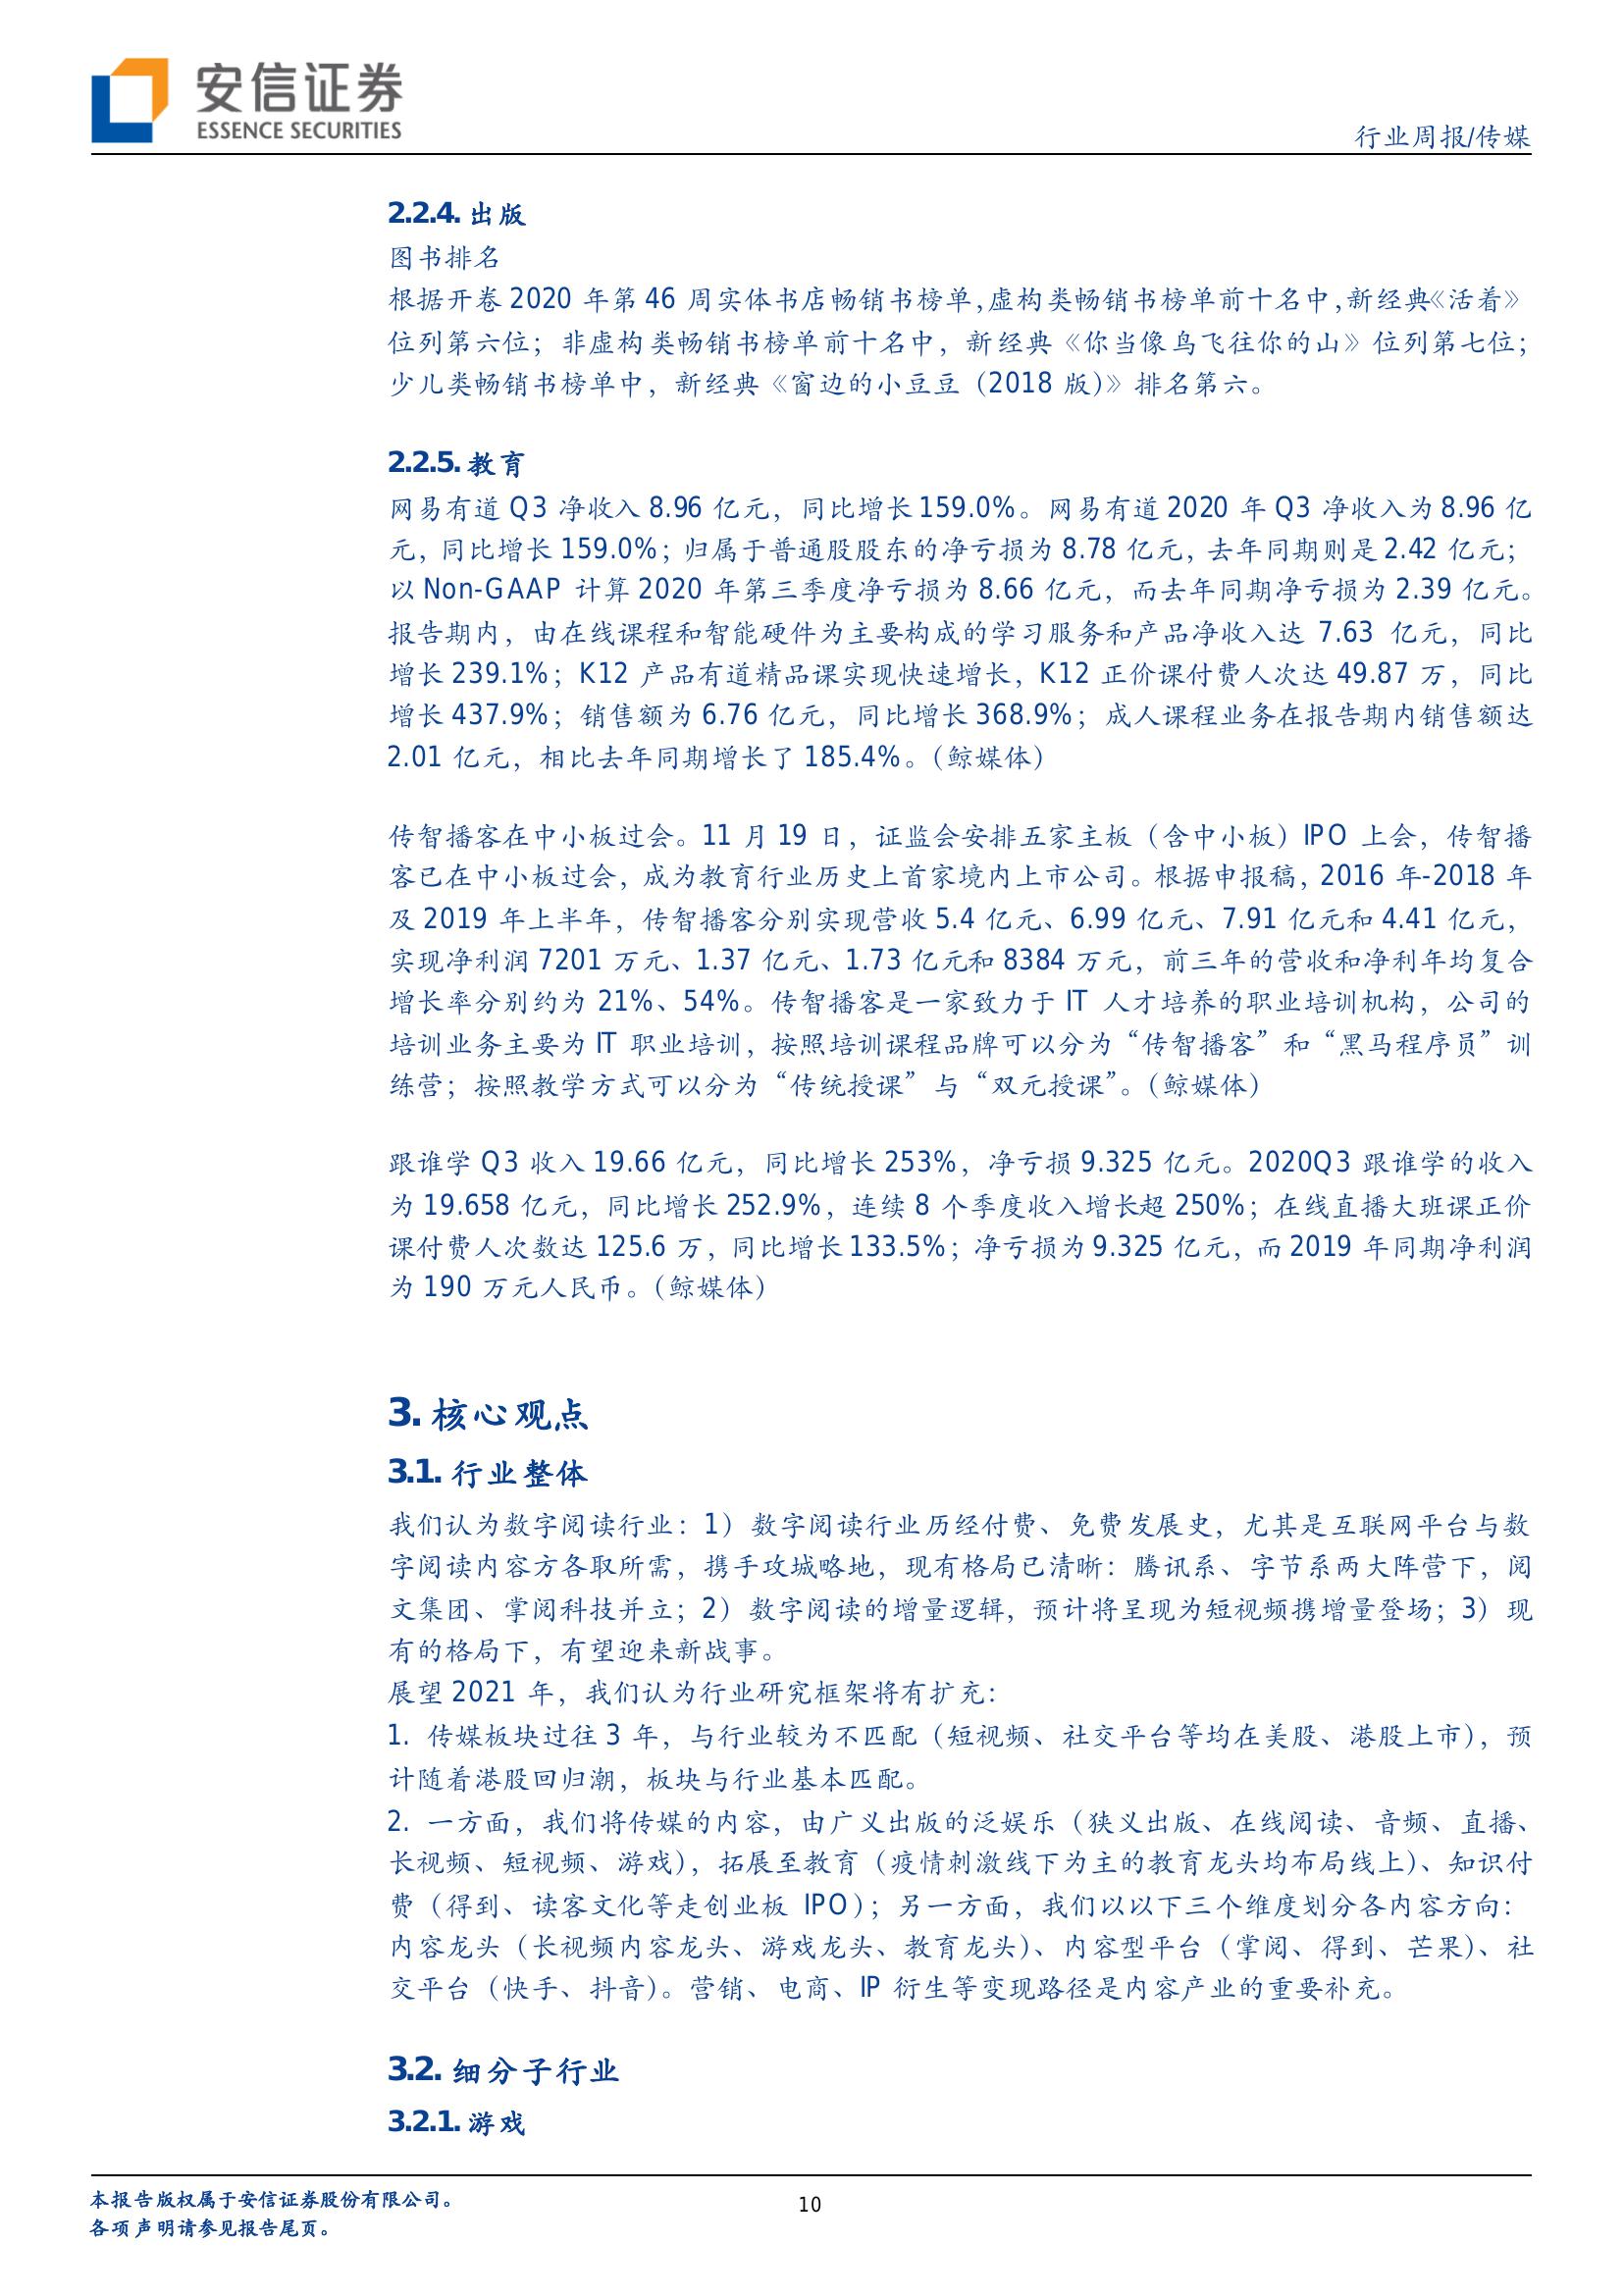 安信证券
ESSENCE SECURITIES
行业周报/传媒
2.2.4. 出版
图书排名
根据开卷 2020 年第 46 周实体书店畅销书榜单，虚构类畅销书榜单前十名中，新经典《活着》
位列第六位；非虚构类畅销书榜单前十名中，新经典《你当像鸟飞往你的山》位列第七位；
少儿类畅销书榜单中，新经典《窗边的小豆豆（2018 版）》排名第六。
2.2.5. 教育
网易有道 Q3 净收入 8.96 亿元，同比增长 159.0%。网易有道 2020 年 Q3 净收入为 8.96 亿
元，同比增长 159.0%；归属于普通股股东的净亏损为 8.78 亿元，去年同期则是 2.42 亿元；
以 Non-GAAP 计算 2020 年第三季度净亏损为 8.66 亿元，而去年同期净亏损为 2.39 亿元。
报告期内，由在线课程和智能硬件为主要构成的学习服务和产品净收入达 7.63 亿元，同比
增长 239.1%；K12 产品有道精品课实现快速增长，K12 正价课付费人次达 49.87 万，同比
增长 437.9%；销售额为 6.76 亿元，同比增长 368.9%；成人课程业务在报告期内销售额达
2.01 亿元，相比去年同期增长了 185.4%。（鲸媒体）
传智播客在中小板过会。11 月 19 日，证监会安排五家主板（含中小板）IPO 上会，传智播
客已在中小板过会，成为教育行业历史上首家境内上市公司。根据申报稿，2016 年-2018 年
及 2019 年上半年，传智播客分别实现营收 5.4 亿元、6.99 亿元、7.91 亿元和 4.41 亿元，
实现净利润 7201 万元、1.37 亿元、1.73 亿元和 8384 万元，前三年的营收和净利年均复合
增长率分别约为 21%、54%。传智播客是一家致力于 IT 人才培养的职业培训机构，公司的
培训业务主要为 IT 职业培训，按照培训课程品牌可以分为“传智播客”和“黑马程序员”训
练营；按照教学方式可以分为“传统授课”与“双元授课”。（鲸媒体）
跟谁学 Q3 收入 19.66 亿元，同比增长 253%，净亏损 9.325 亿元。2020Q3 跟谁学的收入
为 19.658 亿元，同比增长 252.9%，连续 8 个季度收入增长超 250%；在线直播大班课正价
课付费人次数达 125.6 万，同比增长 133.5%；净亏损为 9.325 亿元，而 2019 年同期净利润
为 190 万元人民币。（鲸媒体）
3. 核心观点
3.1. 行业整体
我们认为数字阅读行业：1）数字阅读行业历经付费、免费发展史，尤其是互联网平台与数
字阅读内容方各取所需，携手攻城略地，现有格局已清晰：腾讯系、字节系两大阵营下，阅
文集团、掌阅科技并立；2）数字阅读的增量逻辑，预计将呈现为短视频携增量登场；3）现
有的格局下，有望迎来新战事。
展望 2021 年，我们认为行业研究框架将有扩充：
1. 传媒板块过往 3 年，与行业较为不匹配（短视频、社交平台等均在美股、港股上市），预
计随着港股回归潮，板块与行业基本匹配。
2. 一方面，我们将传媒的内容，由广义出版的泛娱乐（狭义出版、在线阅读、音频、直播、
长视频、短视频、游戏），拓展至教育（疫情刺激线下为主的教育龙头均布局线上）、知识付
费（得到、读客文化等走创业板 IPO）；另一方面，我们以以下三个维度划分各内容方向：
内容龙头（长视频内容龙头、游戏龙头、教育龙头）、内容型平台（掌阅、得到、芒果）、社
交平台（快手、抖音）。营销、电商、IP 衍生等变现路径是内容产业的重要补充。
3.2. 细分子行业
3.2.1. 游戏
本报告版权属于安信证券股份有限公司。
各项声明请参见报告尾页。
10